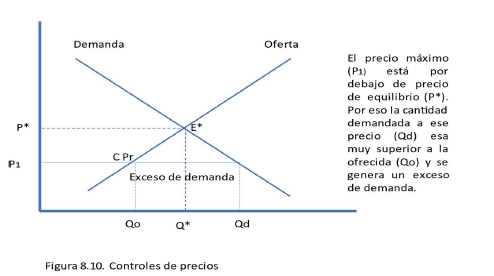 Demanda
Oferta
El precio máximo
(P1) está por
debajo de precio
de equilibrio (P*).
Por eso la cantidad
demandada a ese
precio (Qd) esa
muy superior a la
ofrecida (Qo) y se
genera un exceso
de demanda.
P*
E*
C Pr
P1
Exceso de demanda
Qo
Q*
Qd
Figura 8.10. Controles de precios